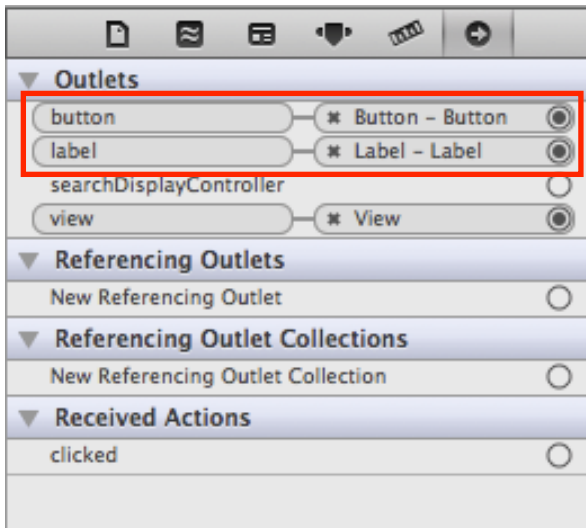 Outlets
button ✖ Button – Button
label ✖ Label – Label
searchDisplayController
view ✖ View
Referencing Outlets
New Referencing Outlet
Referencing Outlet Collections
New Referencing Outlet Collection
Received Actions
clicked